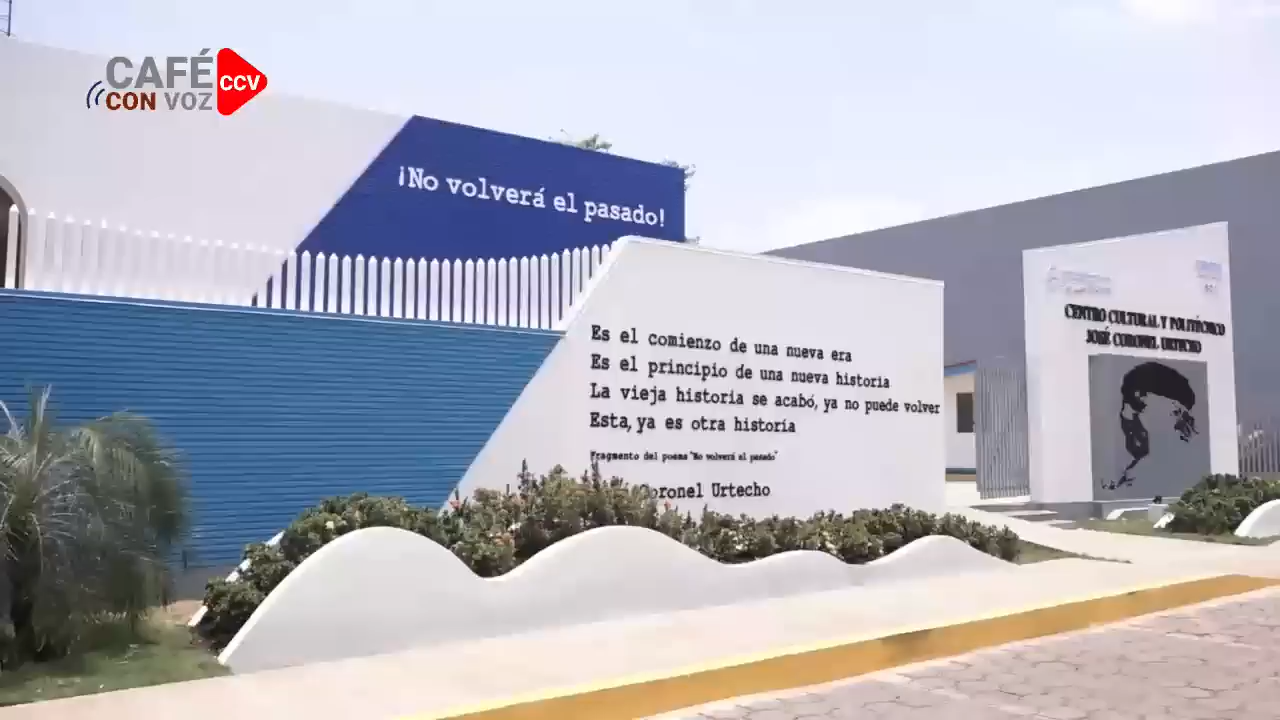 CAFÉ
CON VOZ
CCV
¡No volverá el pasado!
Es el comienzo de una nueva era
Es el principio de una nueva historia
La vieja historia se acabó, ya no puede volver
Esta, ya es otra historia
Fragmento del poema "No volverá el pasado"
Coronel Urtecho
CENTRO CULTURAL Y POLITÉCNICO
JOSÉ CORONEL URTECHO